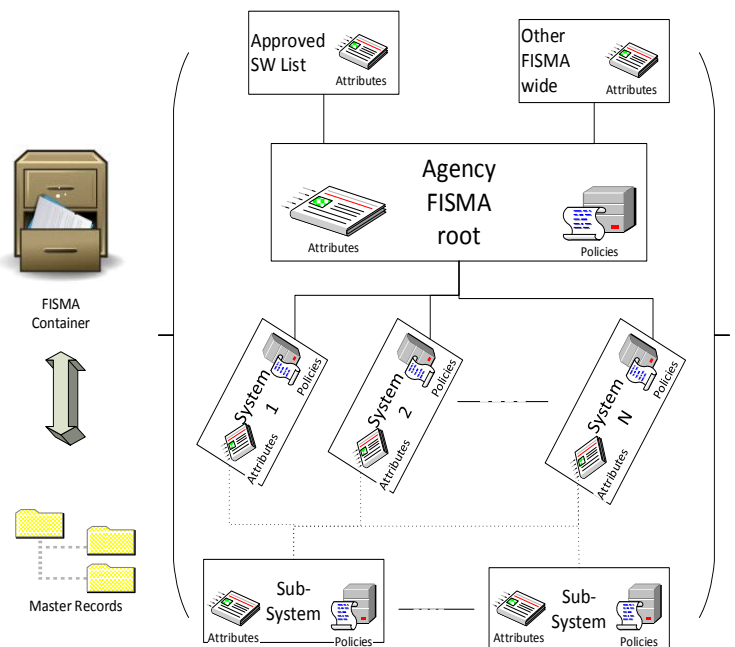 Approved
SW List
Attributes
Other
FISMA
wide
Attributes
Agency
FISMA
root
Attributes
Policies
FISMA
Container
System
1
Policies
Attributes
System
2
Policies
Attributes
System
N
Policies
Attributes
Master Records
Sub-
System
Attributes
Policies
Sub-
System
Attributes
Policies